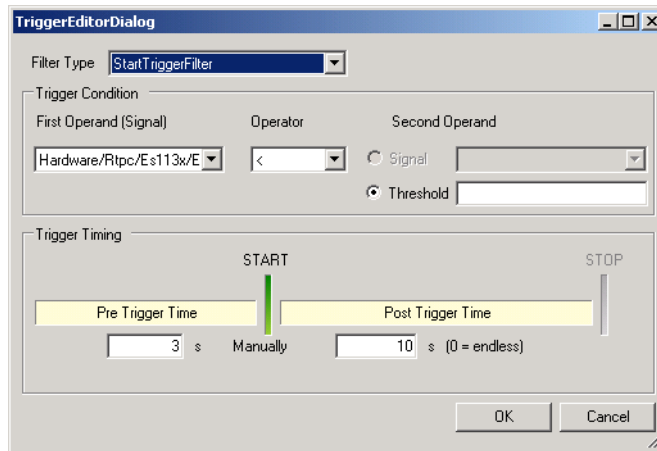 TriggerEditorDialog
Filter Type StartTriggerFilter
Trigger Condition
First Operand (Signal) Operator Second Operand
Hardware/Rtpc/Es113x/E < Signal
Threshold
Trigger Timing
START STOP
Pre Trigger Time Post Trigger Time
3 s Manually 10 s (0 = endless)
OK Cancel